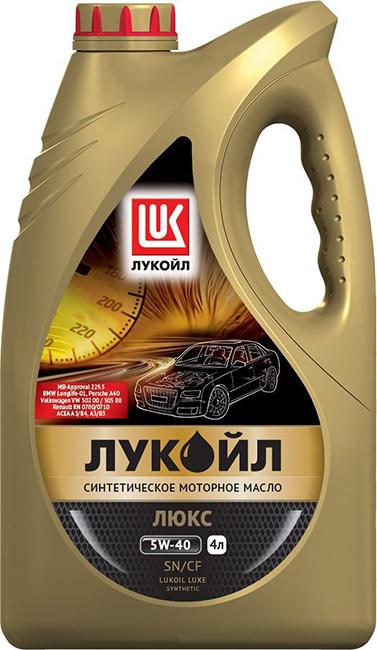 LUK
ЛУКОЙЛ
160
200
220
MB-Approval 229.5
BMW Longlife-01, Porsche A40
Volkswagen VW 502 00 / 505 00
Renault RN 0700/0710
ACEA A3/B4, A3/B3
ЛУКОЙЛ
СИНТЕТИЧЕСКОЕ МОТОРНОЕ МАСЛО
ЛЮКС
5W-40 4л
SN/CF
LUKOIL LUXE
SYNTHETIC